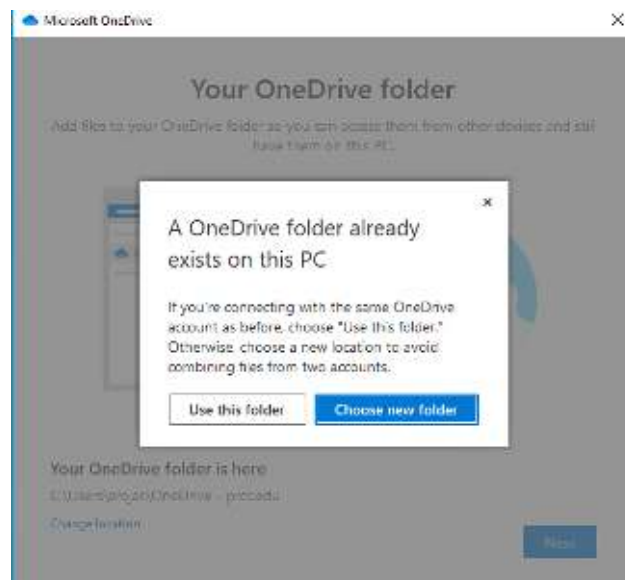 Microsoft OneDrive
Your OneDrive folder
Add files to your OneDrive folder so you can access them from other devices and still
have them on this PC.
A OneDrive folder already
exists on this PC
If you're connecting with the same OneDrive
account as before, choose "Use this folder."
Otherwise, choose a new location to avoid
combining files from two accounts.
Use this folder
Choose new folder
Your OneDrive folder is here
Change location
Next